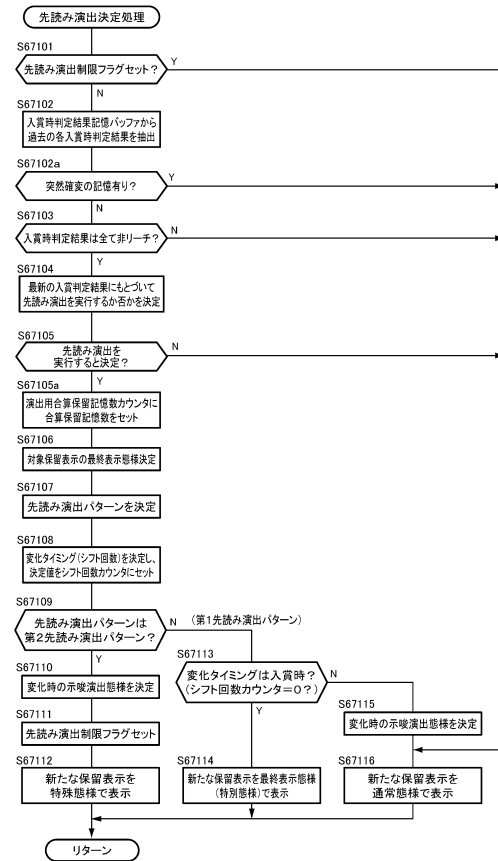 先読み演出決定処理
S67101
先読み演出制限フラグセット？
Y
N
S67102
入賞時判定結果記憶バッファから
過去の各入賞時判定結果を抽出
S67102a
突然確変の記憶有り？
Y
N
S67103
入賞時判定結果は全て非リーチ？
N
Y
S67104
最新の入賞判定結果にもとづいて
先読み演出を実行するか否かを決定
S67105
先読み演出を
実行すると決定？
N
Y
S67105a
演出用合算保留記憶数カウンタに
合算保留記憶数をセット
S67106
対象保留表示の最終表示態様決定
S67107
先読み演出パターンを決定
S67108
変化タイミング(シフト回数)を決定し、
決定値をシフト回数カウンタにセット
S67109
先読み演出パターンは
第2先読み演出パターン？
N
(第1先読み演出パターン)
Y
S67110
変化時の示唆演出態様を決定
S67111
先読み演出制限フラグセット
S67112
新たな保留表示を
特殊態様で表示
S67113
変化タイミングは入賞時？
(シフト回数カウンタ=0？)
N
Y
S67114
新たな保留表示を最終表示態様
(特別態様)で表示
S67115
変化時の示唆演出態様を決定
S67116
新たな保留表示を
通常態様で表示
リターン